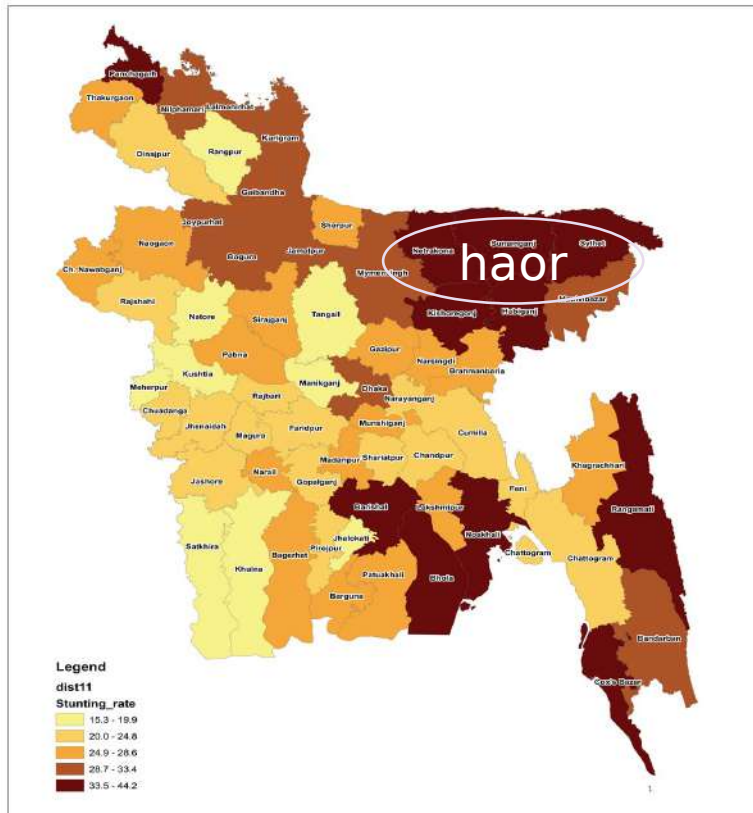 Panchagarh
Thakurgaon
Nilphamari
Lalmonirhat
Dinajpur
Rangpur
Kurigram
Gaibandha
Joypurhat
Sherpur
Naogaon
Bogura
Jamalpur
Mymensingh
Netrakona
Sunamganj
Sylhet
haor
Ch. Nawabganj
Rajshahi
Natore
Sirajganj
Tangail
Kishoreganj
Habiganj
Pabna
Gazipur
Narsingdi
Brahmanbaria
Kushtia
Meherpur
Manikganj
Dhaka
Narayanganj
Chuadanga
Rajbari
Jhenaidah
Magura
Faridpur
Munshiganj
Cumilla
Madaripur
Shariatpur
Chandpur
Khagrachhari
Jashore
Narail
Gopalganj
Feni
Rangamati
Barishal
Lakshmipur
Noakhali
Satkhira
Khulna
Bagerhat
Pirojpur
Jhalokati
Chattogram
Chattogram
Patuakhali
Bhola
Barguna
Bandarban
Cox's Bazar
Legend
dist11
Stunting_rate
15.3 - 19.9
20.0 - 24.8
24.9 - 28.6
28.7 - 33.4
33.5 - 44.2
1